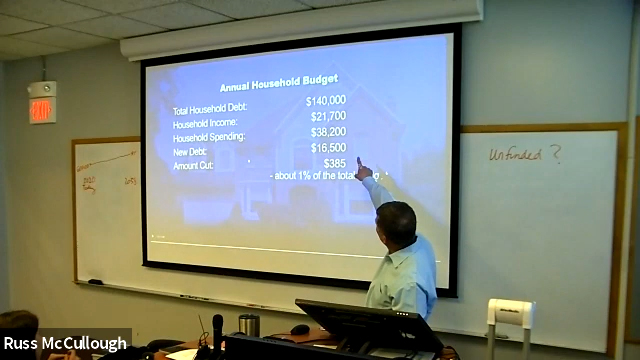 EXIT
Annual Household Budget
Total Household Debt: $140,000
Household Income: $21,700
Household Spending: $38,200
New Debt: $16,500
Amount Cut: $385
- about 1% of the total
Unfunded ?
Russ McCullough